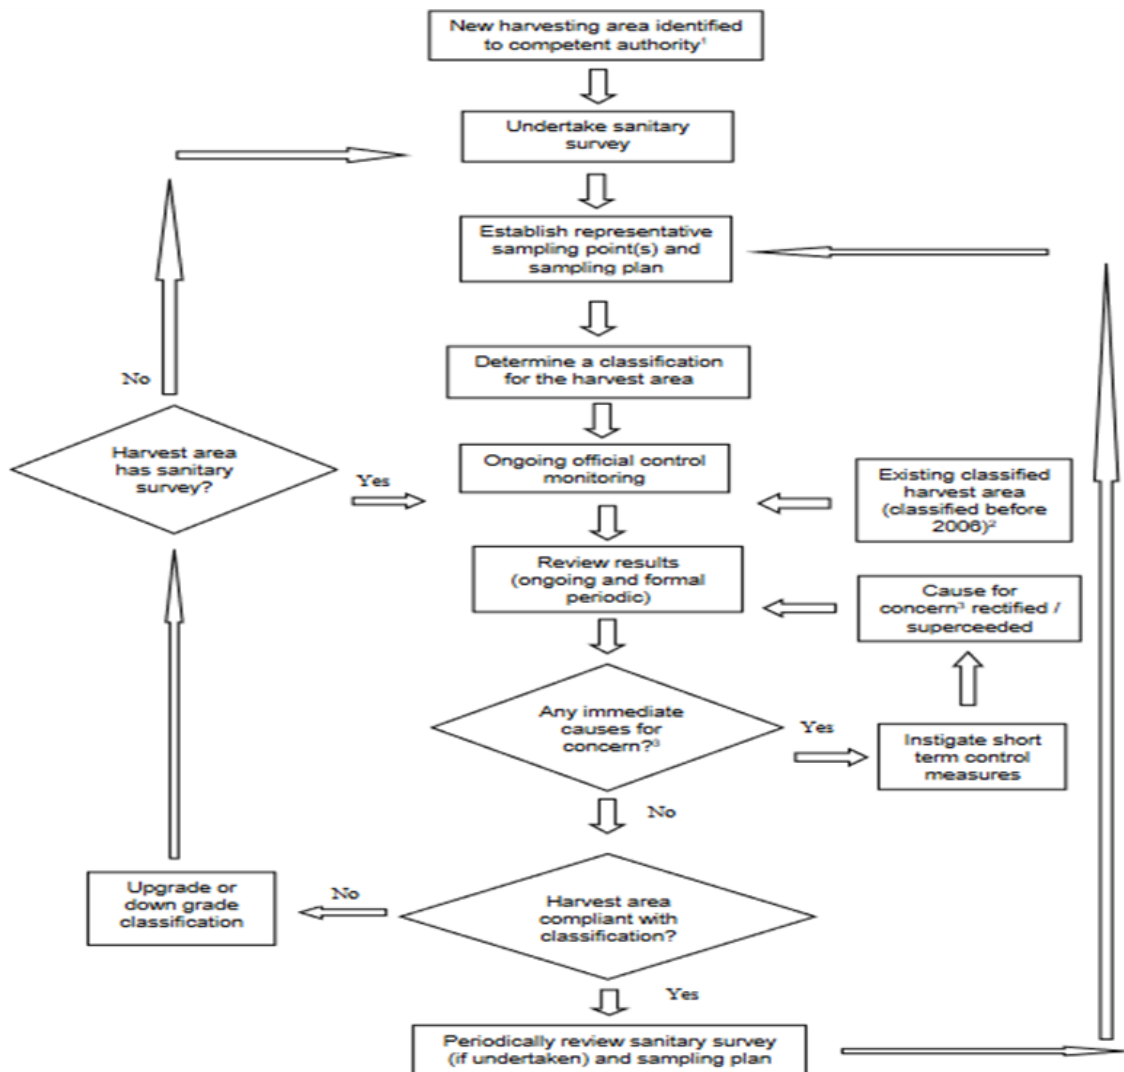 New harvesting area identified
to competent authority¹
Undertake sanitary
survey
Establish representative
sampling point(s) and
sampling plan
Determine a classification
for the harvest area
No
Harvest area
has sanitary
survey?
Yes
Ongoing official control
monitoring
Existing classified
harvest area
(classified before
2006)²
Review results
(ongoing and formal
periodic)
Cause for
concern³ rectified /
superceeded
Any immediate
causes for
concern?³
Yes
Instigate short
term control
measures
No
Upgrade or
down grade
classification
No
Harvest area
compliant with
classification?
Yes
Periodically review sanitary survey
(if undertaken) and sampling plan